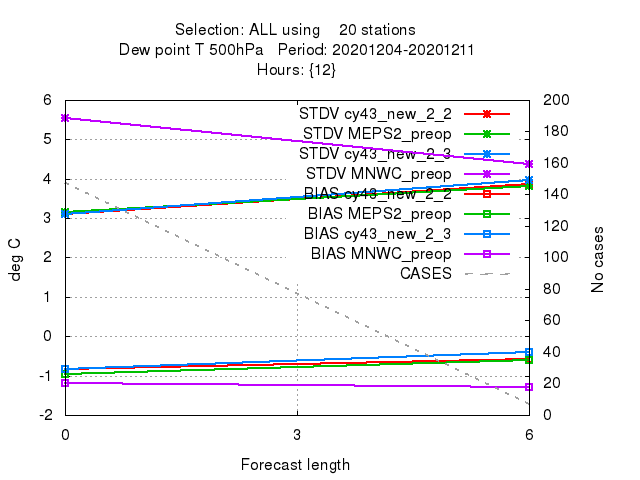 Selection: ALL using    20 stations
Dew point T 500hPa   Period: 20201204-20201211
Hours: {12}
6
5
4
3
2
1
0
-1
-2
200
180
160
140
120
100
80
60
40
20
0
deg C
No cases
STDV cy43_new_2_2
STDV MEPS2_preop
STDV cy43_new_2_3
STDV MNWC_preop
BIAS cy43_new_2_2
BIAS MEPS2_preop
BIAS cy43_new_2_3
BIAS MNWC_preop
CASES
0
3
6
Forecast length